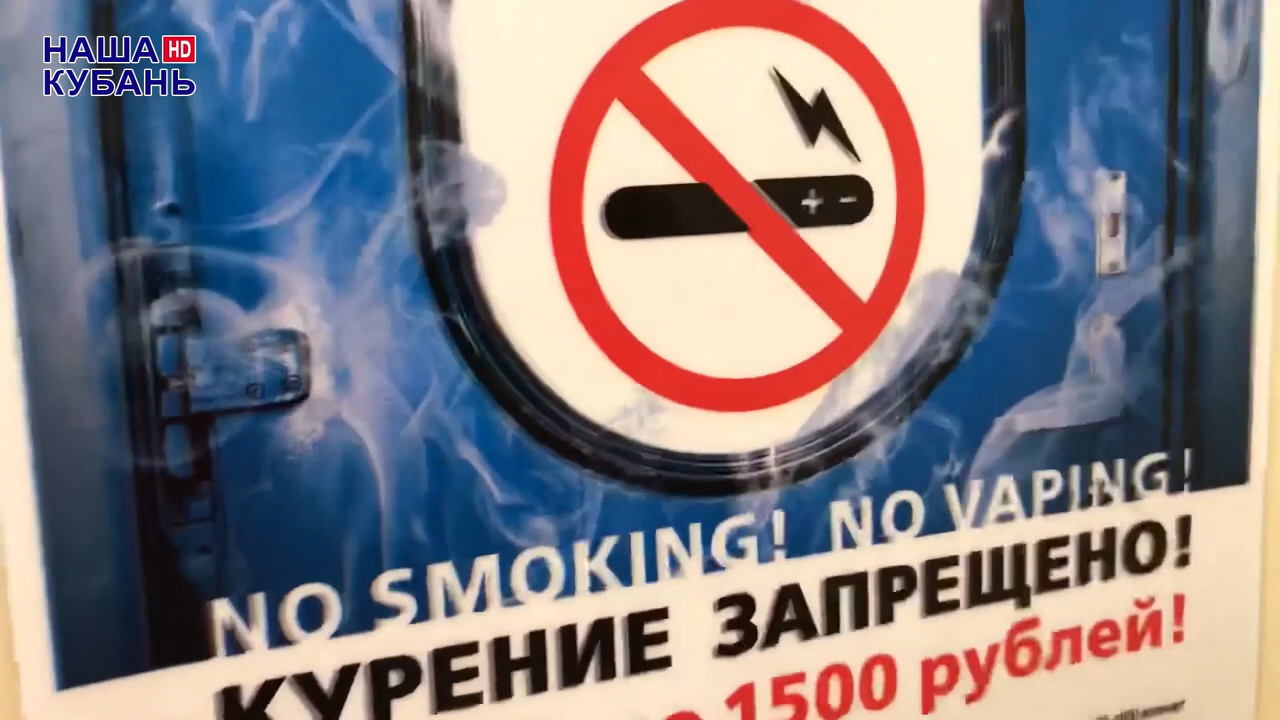 НАША HD
КУБАНЬ
+ -
NO SMOKING! NO VAPING!
КУРЕНИЕ ЗАПРЕЩЕНО!
1500 рублей!